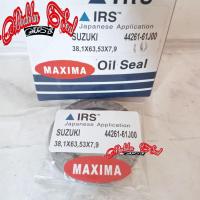 IRS
Japanese Application
SUZUKI 44261-61J00
38,1X63,53X7,9
MAXIMA Oil Seal
IRS
Japanese Application
SUZUKI 44261-61J00
38,1X63,53X7,9
MAXIMA